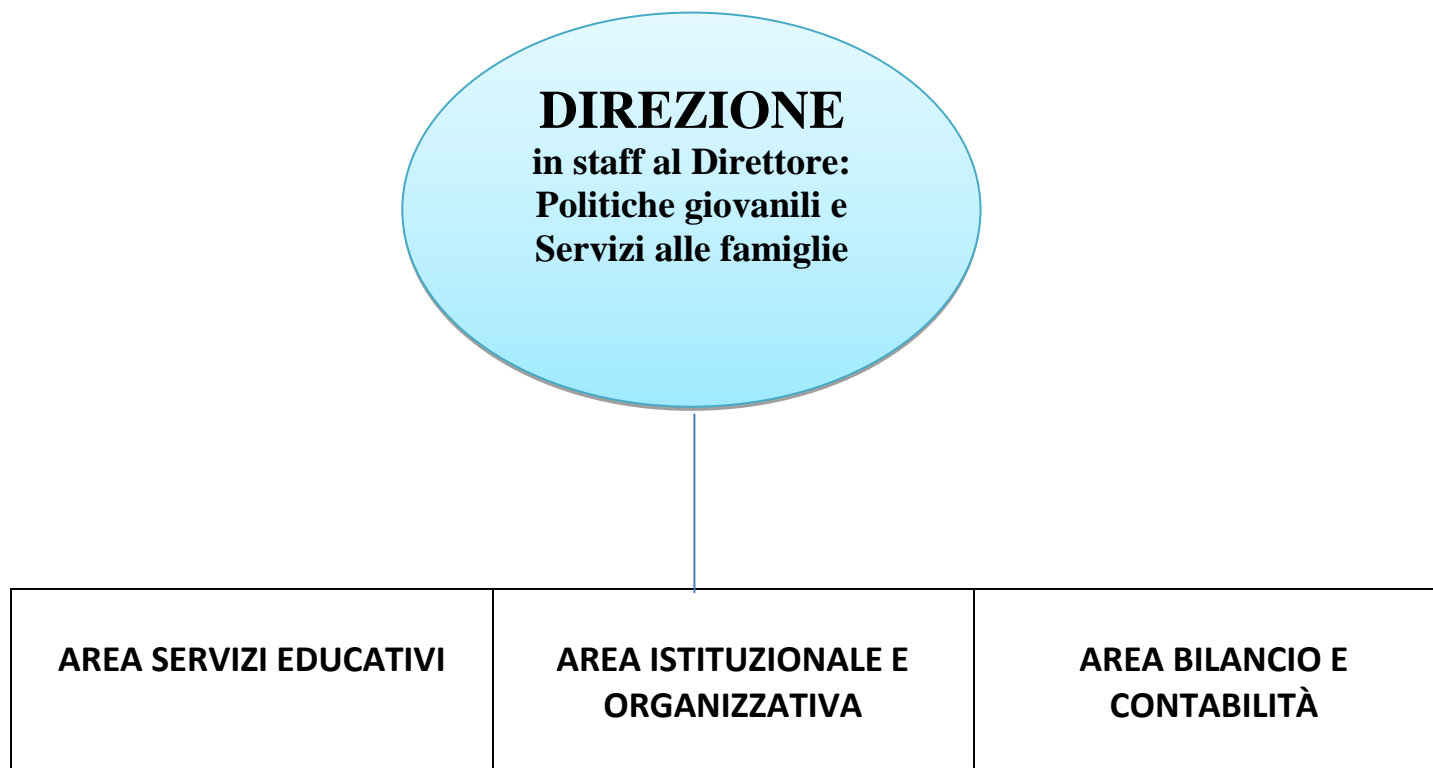 DIREZIONE
in staff al Direttore:
Politiche giovanili e
Servizi alle famiglie
AREA SERVIZI EDUCATIVI
AREA ISTITUZIONALE E
ORGANIZZATIVA
AREA BILANCIO E
CONTABILITÀ